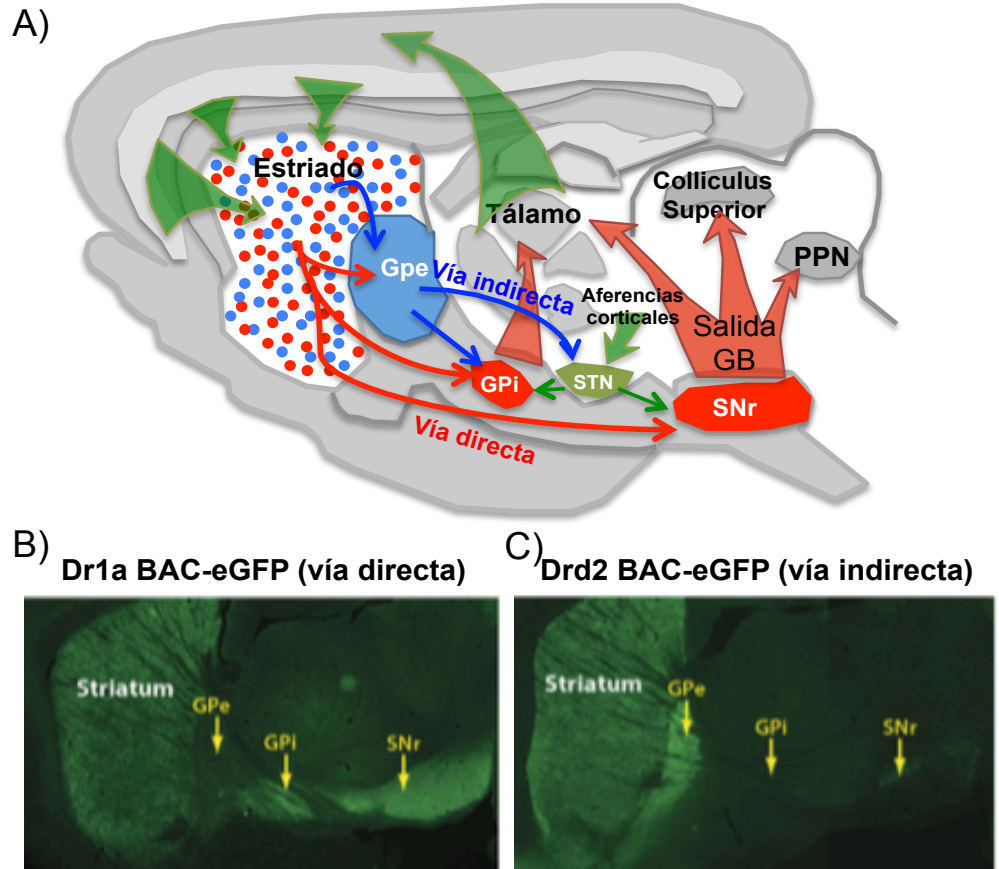 A)
Estriado
Tálamo
Colliculus
Superior
PPN
Gpe
Vía indirecta
Aferencias
corticales
Salida
GB
GPi
STN
SNr
Vía directa
B)
Dr1a BAC-eGFP (vía directa)
C)
Drd2 BAC-eGFP (vía indirecta)
Striatum
GPe
GPi
SNr
Striatum
GPe
GPi
SNr